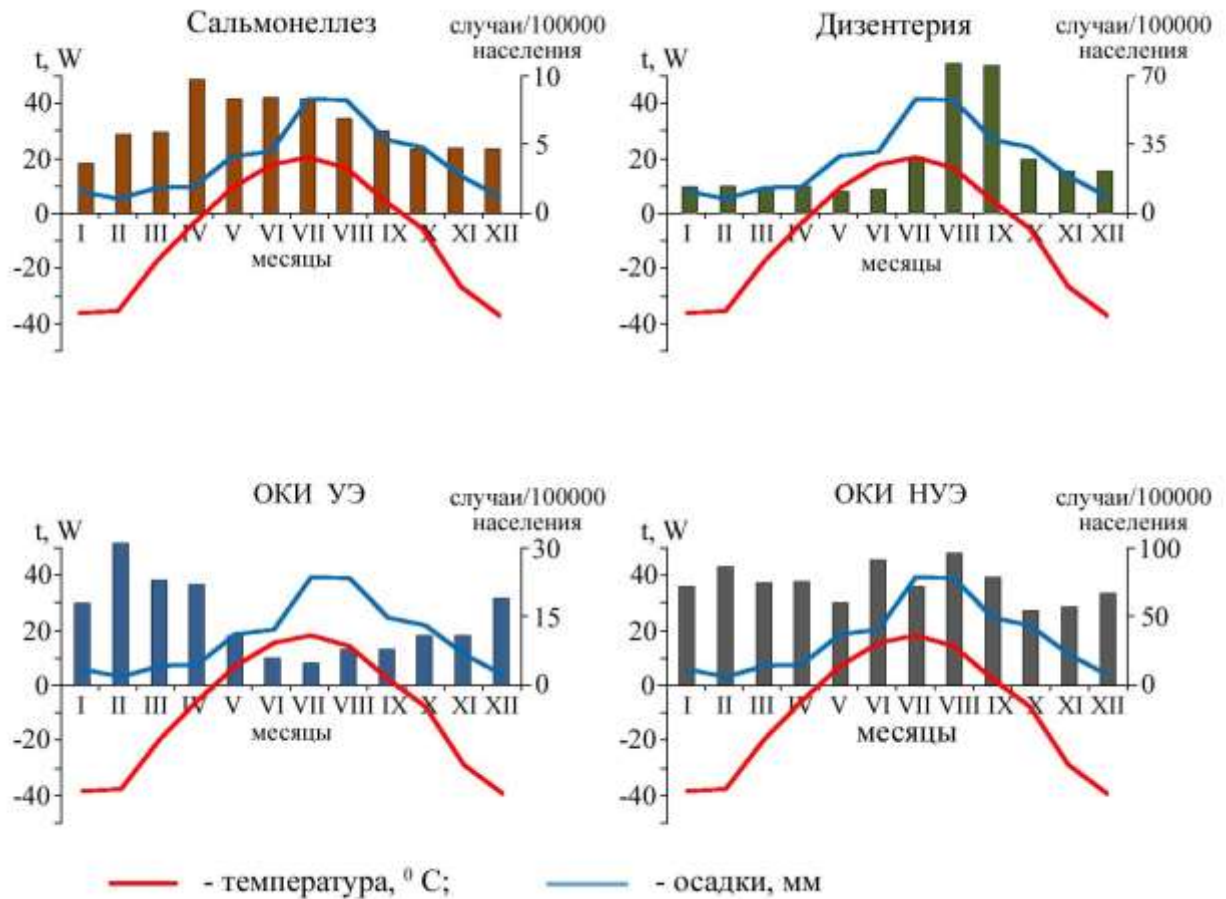 Сальмонеллез
случаи/100000
населения
t, W
40
20
0
-20
-40
10
5
0
I II III IV V VI VII VIII IX X XI XII
месяцы
Дизентерия
случаи/100000
населения
t, W
40
20
0
-20
-40
70
35
0
I II III IV V VI VII VIII IX X XI XII
месяцы
ОКИ УЭ
случаи/100000
населения
t, W
40
20
0
-20
-40
30
15
0
I II III IV V VI VII VIII IX X XI XII
месяцы
ОКИ НУЭ
случаи/100000
населения
t, W
40
20
0
-20
-40
100
50
0
I II III IV V VI VII VIII IX X XI XII
месяцы
- температура, ⁰ С;
- осадки, мм